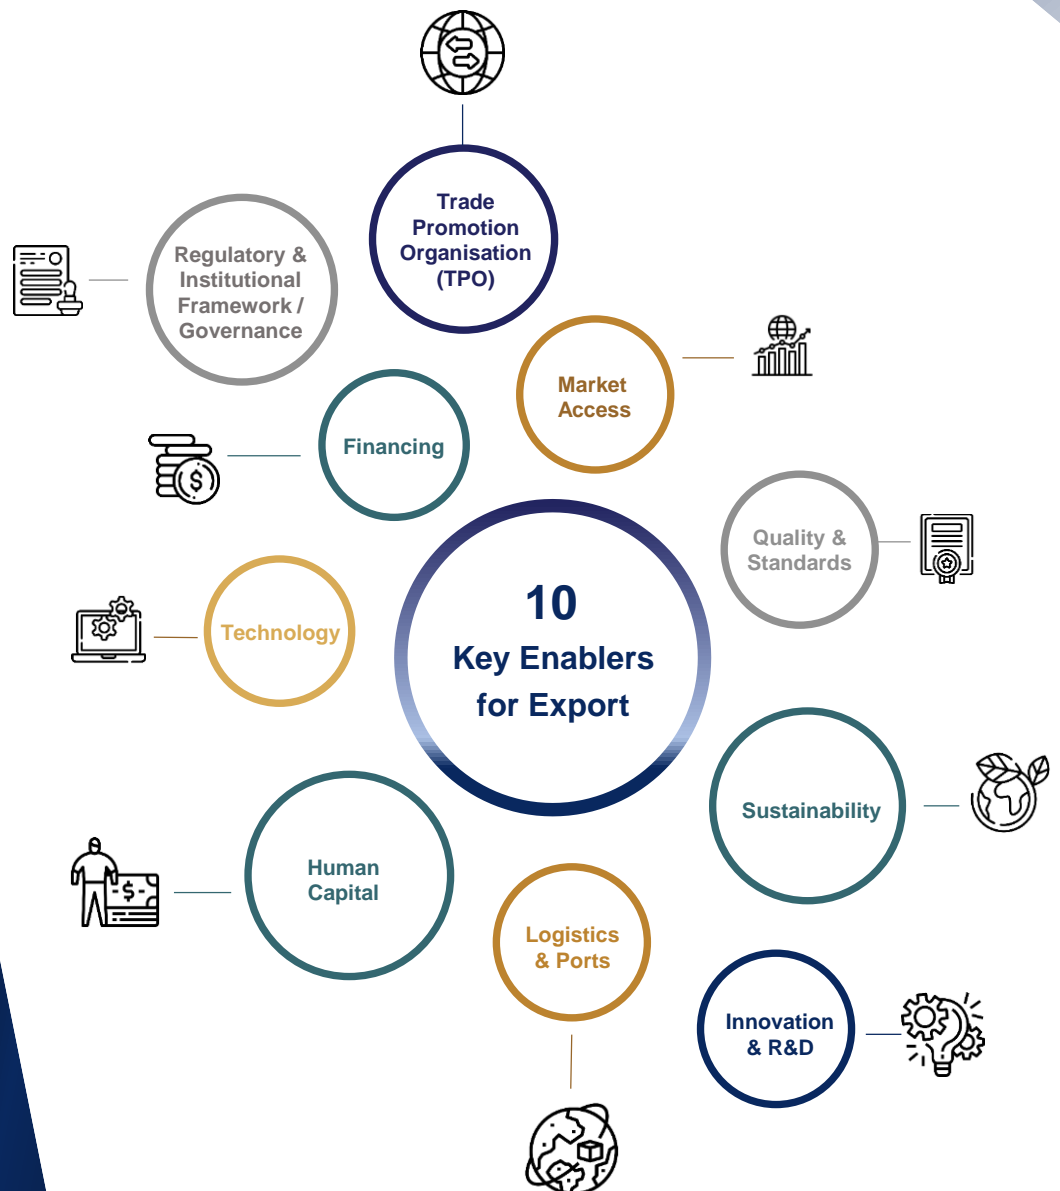 Trade
Promotion
Organisation
(TPO)
Regulatory &
Institutional
Framework /
Governance
Market
Access
Financing
Quality &
Standards
10
Key Enablers
for Export
Technology
Sustainability
Human
Capital
Logistics
& Ports
Innovation
& R&D